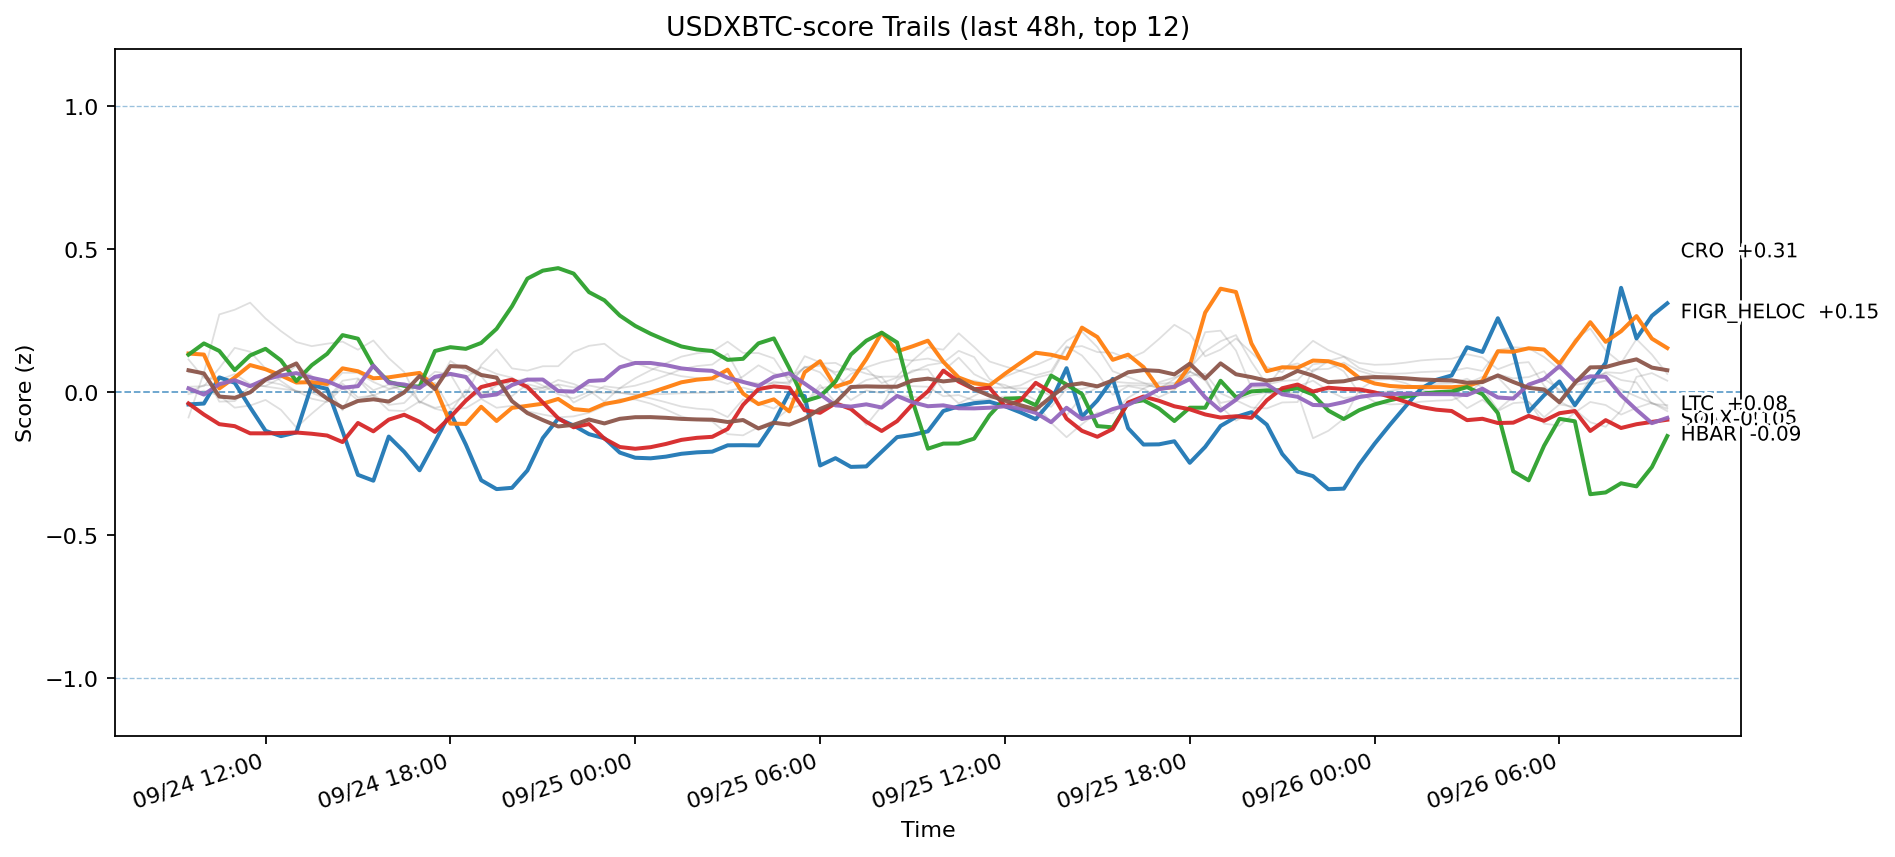 USDXBTC-score Trails (last 48h, top 12)
Score (z)
1.0
0.5
0.0
−0.5
−1.0
CRO +0.31
FIGR_HELOC +0.15
LTC +0.08
HBAR -0.09
09/24 12:00
09/24 18:00
09/25 00:00
09/25 06:00
09/25 12:00
09/25 18:00
09/26 00:00
09/26 06:00
Time